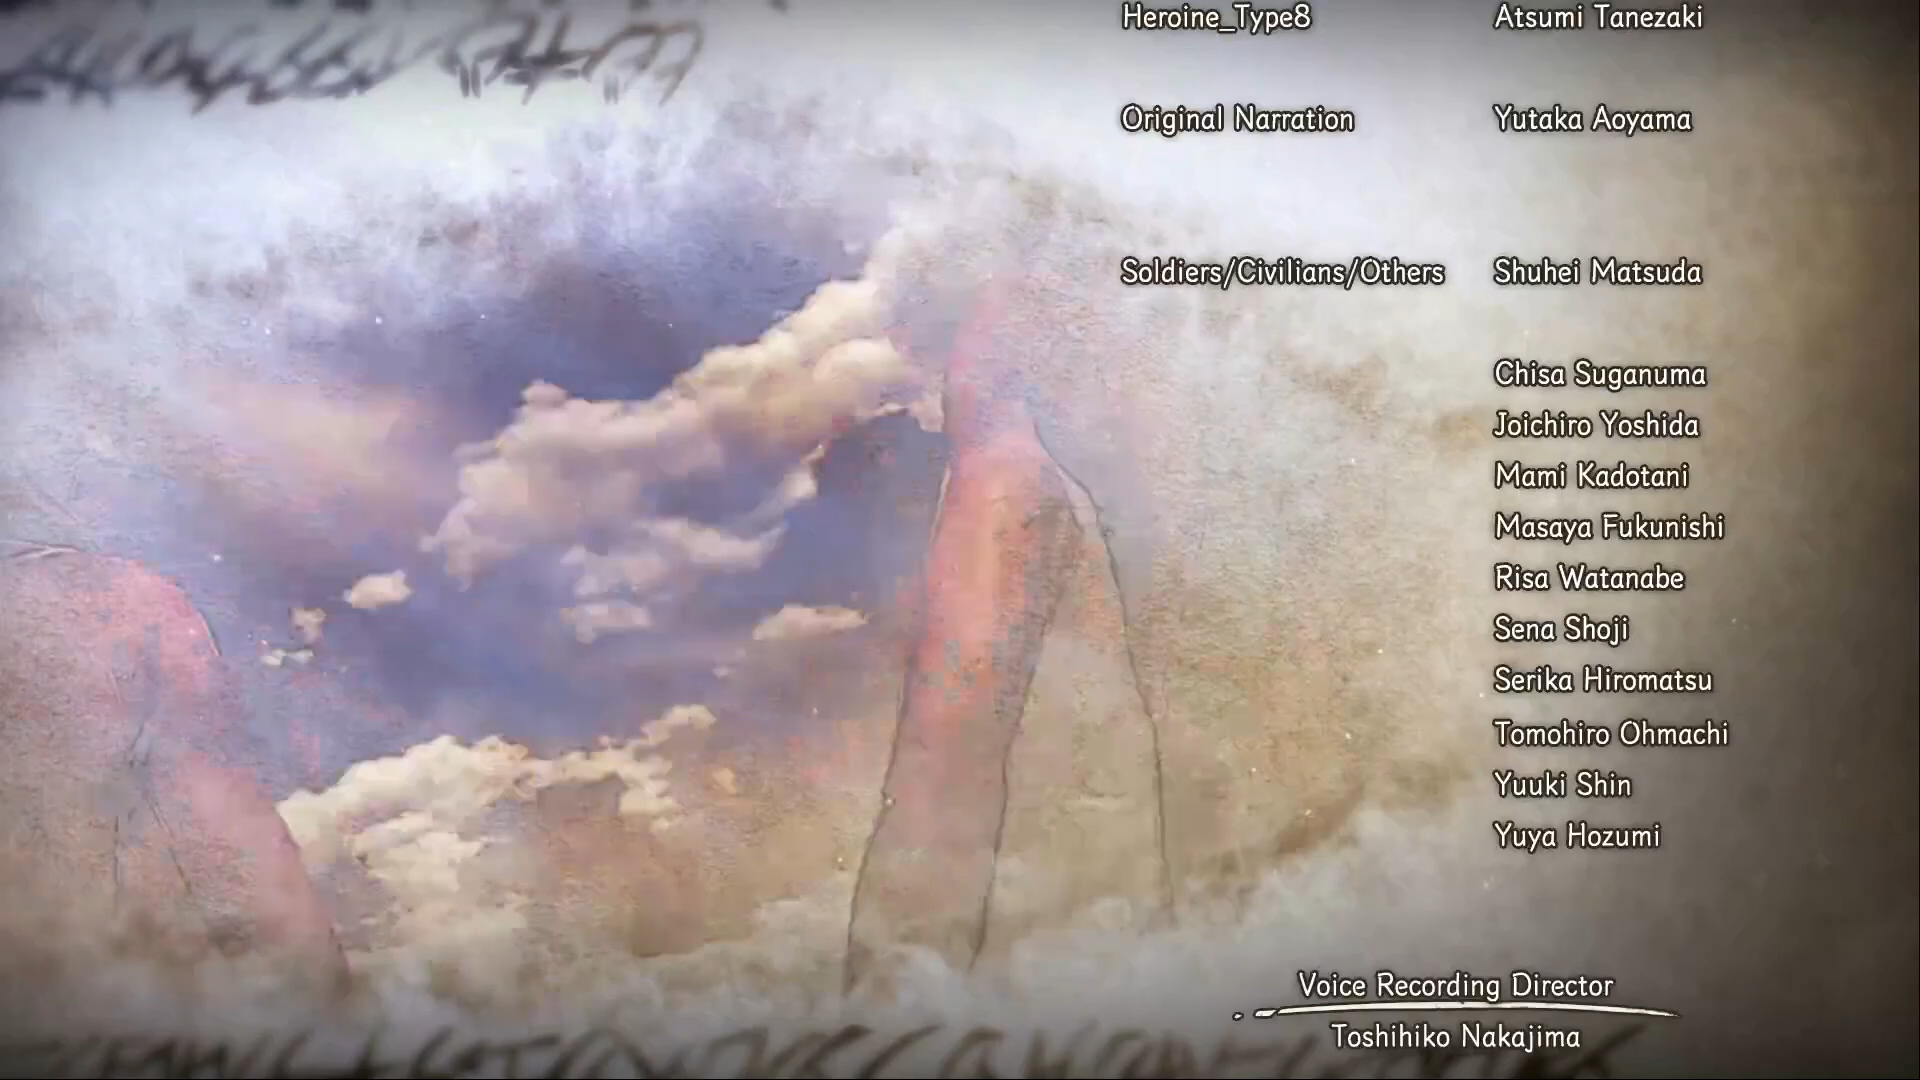 Heroine_Type8 Atsumi Tanezaki
Original Narration Yutaka Aoyama
Soldiers/Civilians/Others Shuhei Matsuda
Chisa Suganuma
Joichiro Yoshida
Mami Kadotani
Masaya Fukunishi
Risa Watanabe
Sena Shoji
Serika Hiromatsu
Tomohiro Ohmachi
Yuuki Shin
Yuya Hozumi
Voice Recording Director
Toshihiko Nakajima